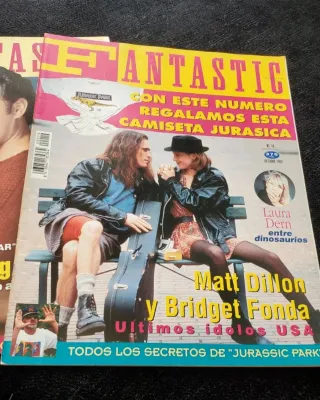 FANTASTIC
CON ESTE NUMERO
REGALAMOS ESTA
CAMISETA JURASICA
Laura
Dern
entre
dinosaurios
Matt Dillon
y Bridget Fonda
Ultimos idolos USA
TODOS LOS SECRETOS DE "JURASSIC PARK